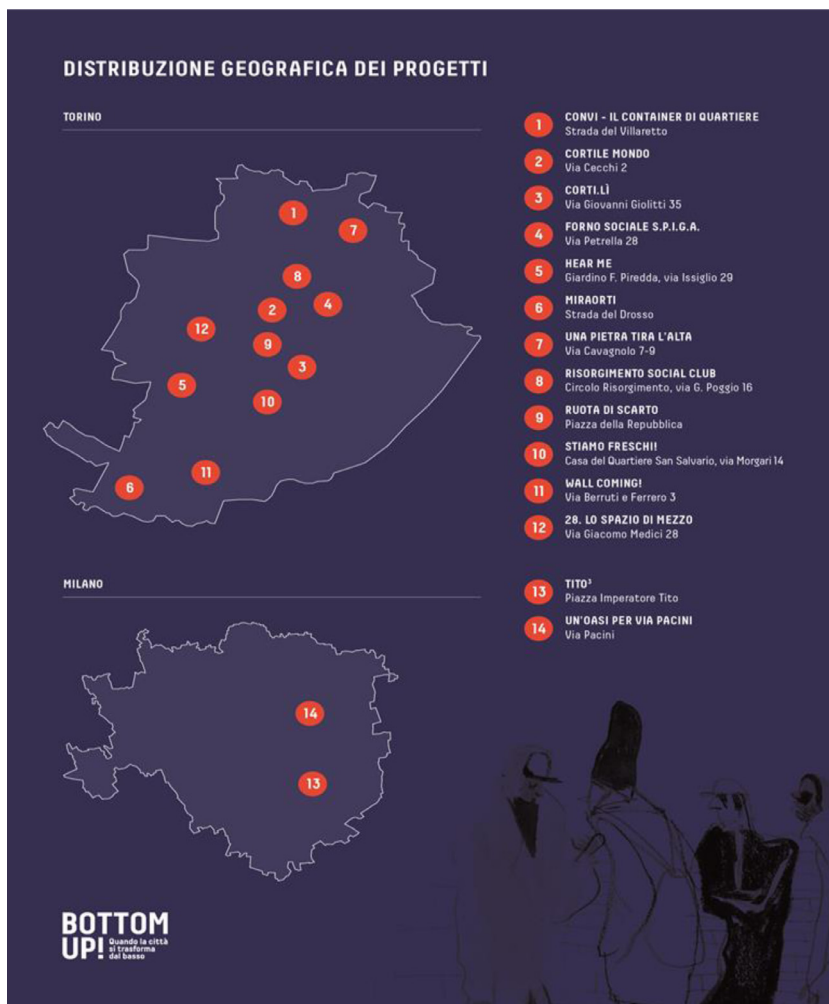 DISTRIBUZIONE GEOGRAFICA DEI PROGETTI
TORINO
1
7
8
2
4
12
9
3
5
10
11
6
1
CONVI - IL CONTAINER DI QUARTIERE
Strada del Villaretto
2
CORTILE MONDO
Via Cecchi 2
3
CORTI.LÌ
Via Giovanni Giolitti 35
4
FORNO SOCIALE S.P.I.G.A.
Via Petrella 28
5
HEAR ME
Giardino F. Piredda, via Issiglio 29
6
MIRAORTI
Strada del Drosso
7
UNA PIETRA TIRA L'ALTA
Via Cavagnolo 7-9
8
RISORGIMENTO SOCIAL CLUB
Circolo Risorgimento, via G. Poggio 16
9
RUOTA DI SCARTO
Piazza della Repubblica
10
STIAMO FRESCHI!
Casa del Quartiere San Salvario, via Morgari 14
11
WALL COMING!
Via Berruti e Ferrero 3
12
28. LO SPAZIO DI MEZZO
Via Giacomo Medici 28
MILANO
14
13
13
TITO³
Piazza Imperatore Tito
14
UN'OASI PER VIA PACINI
Via Pacini
BOTTOM
UP!
Quando la città
si trasforma
dal basso